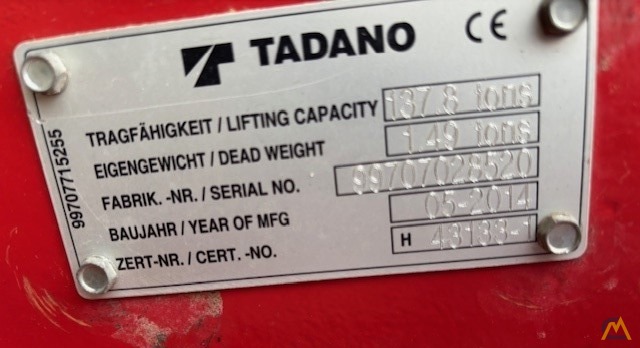 TADANO CE
TRAGFÄHIGKEIT / LIFTING CAPACITY 137.8 tons
EIGENGEWICHT / DEAD WEIGHT 1.49 tons
FABRIK. -NR. / SERIAL NO. 99707028520
BAUJAHR / YEAR OF MFG 05-2014
ZERT-NR. / CERT. -NO. H 43133-1
99707715255